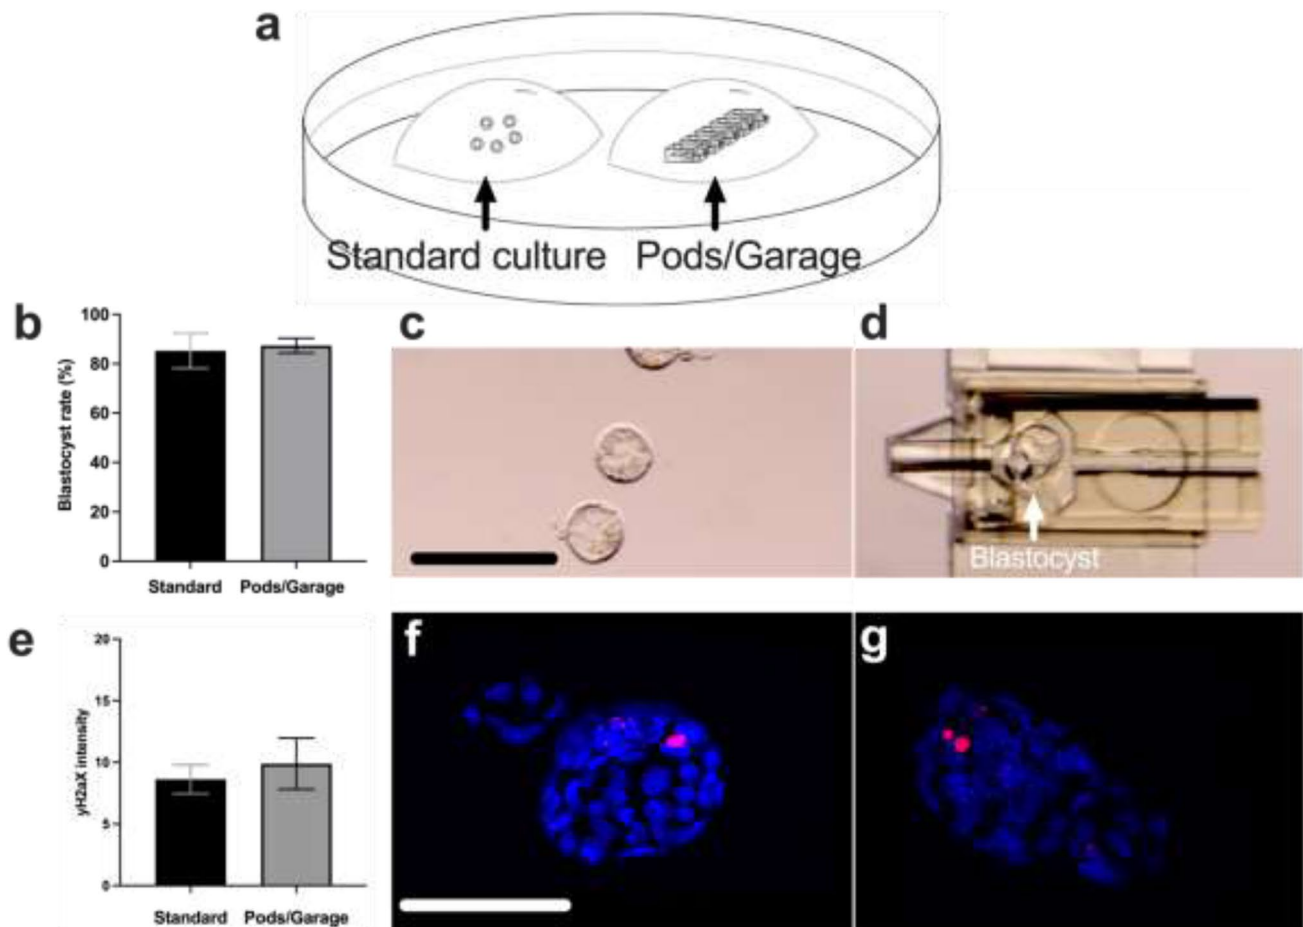 a
Standard culture
Pods/Garage
b
Blastocyst rate (%)
100
80
60
40
20
0
Standard
Pods/Garage
c
d
Blastocyst
e
yH2aX intensity
20
15
10
5
0
Standard
Pods/Garage
f
g